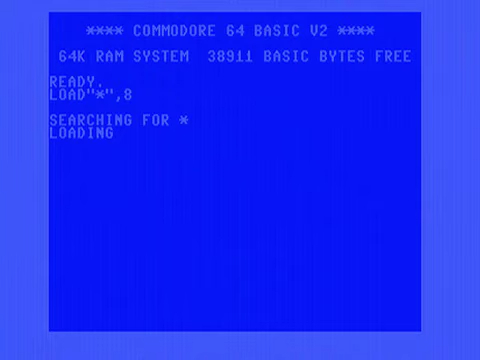 **** COMMODORE 64 BASIC V2 ****
64K RAM SYSTEM  38911 BASIC BYTES FREE
READY.
LOAD"*",8
SEARCHING FOR *
LOADING